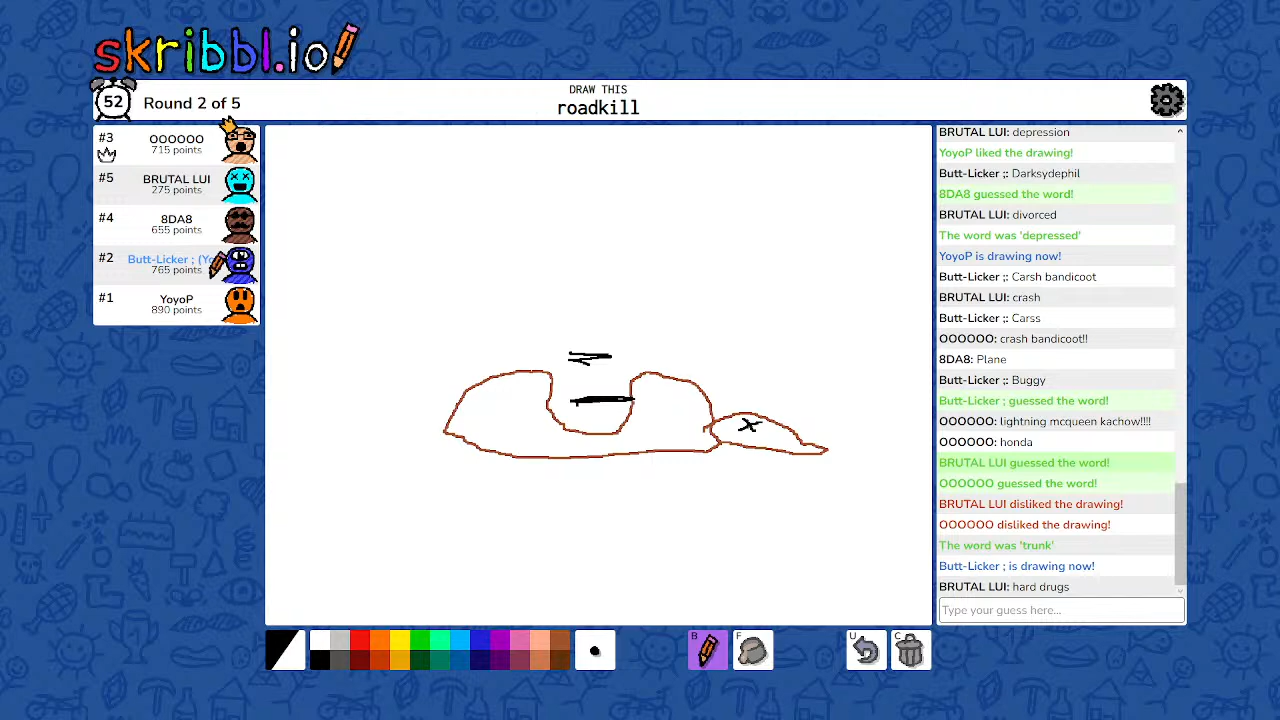 skribbl.io
52
Round 2 of 5
DRAW THIS
roadkill
#3
OOOOOO
715 points
#5
BRUTAL LUI
275 points
#4
8DA8
655 points
#2
Butt-Licker ; (Yo
765 points
#1
YoyoP
890 points
BRUTAL LUI: depression
YoyoP liked the drawing!
Butt-Licker ;: Darksydephil
8DA8 guessed the word!
BRUTAL LUI: divorced
The word was 'depressed'
YoyoP is drawing now!
Butt-Licker ;: Carsh bandicoot
BRUTAL LUI: crash
Butt-Licker ;: Carss
OOOOOO: crash bandicoot!!
8DA8: Plane
Butt-Licker ;: Buggy
Butt-Licker ; guessed the word!
OOOOOO: lightning mcqueen kachow!!!!
OOOOOO: honda
BRUTAL LUI guessed the word!
OOOOOO guessed the word!
BRUTAL LUI disliked the drawing!
OOOOOO disliked the drawing!
The word was 'trunk'
Butt-Licker ; is drawing now!
BRUTAL LUI: hard drugs
Type your guess here...
B
F
U
C